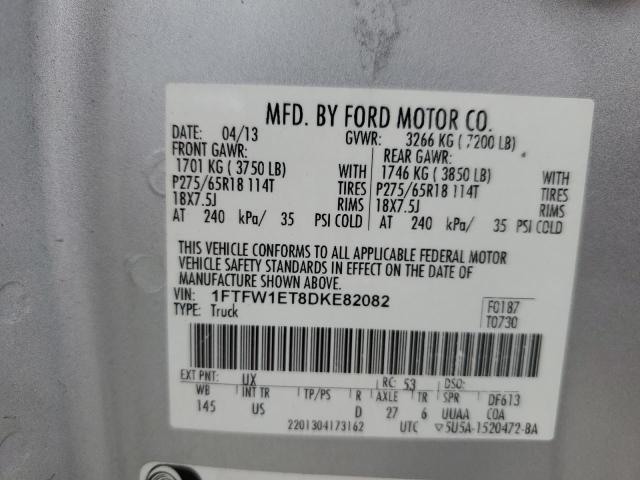 MFD. BY FORD MOTOR CO.
DATE: 04/13 GVWR: 3266 KG ( 7200 LB)
FRONT GAWR: REAR GAWR:
1701 KG ( 3750 LB) WITH 1746 KG ( 3850 LB) WITH
P275/65R18 114T TIRES P275/65R18 114T TIRES
18X7.5J RIMS 18X7.5J RIMS
AT 240 kPa/ 35 PSI COLD AT 240 kPa/ 35 PSI COLD
THIS VEHICLE CONFORMS TO ALL APPLICABLE FEDERAL MOTOR
VEHICLE SAFETY STANDARDS IN EFFECT ON THE DATE OF
MANUFACTURE SHOWN ABOVE.
VIN: 1FTFW1ET8DKE82082 F0187
TYPE: Truck T0730
EXT PNT: UX RC: 53 DSO:
WB INT TR TP/PS R AXLE TR SPR DF613
145 US D 27 6 UUAA C0A
2201304173162 UTC ▽5U5A-1520472-BA